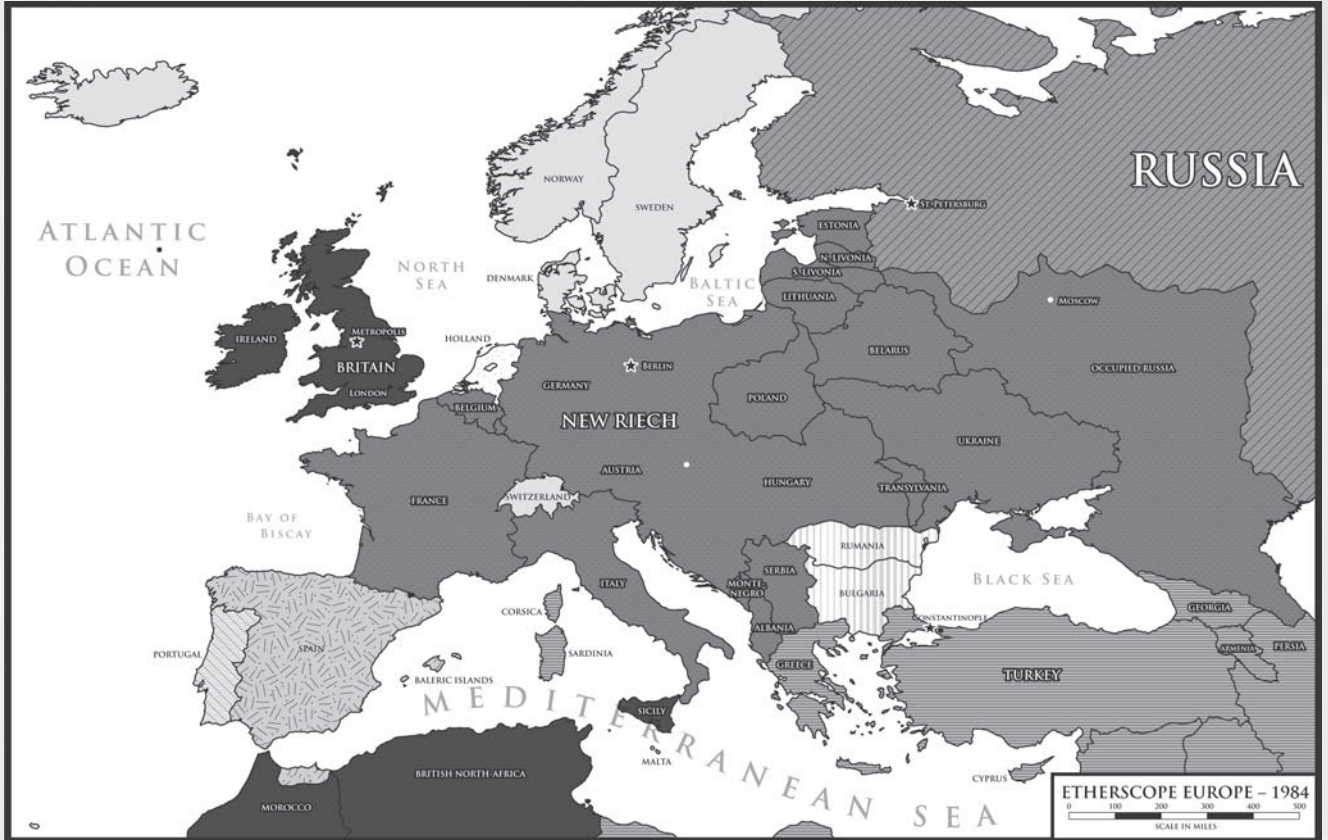 RUSSIA
NORWAY
SWEDEN
ST-PETERSBURG
ATLANTIC
OCEAN
NORTH
SEA
ESTONIA
N. LIVONIA
S. LIVONIA
DENMARK
BALTIC
SEA
LITHUANIA
MOSCOW
METROPOLIS
IRELAND
HOLLAND
BRITAIN
BELARUS
BERLIN
OCCUPIED RUSSIA
GERMANY
LONDON
BELGIUM
POLAND
NEW RIECH
UKRAINE
AUSTRIA
HUNGARY
TRANSYLVANIA
SWITZERLAND
FRANCE
BAY OF
BISCAY
RUMANIA
SERBIA
BLACK SEA
ITALY
MONTE-
NEGRO
BULGARIA
CORSICA
GEORGIA
CONSTANTINOPLE
ALBANIA
SPAIN
PORTUGAL
SARDINIA
ARMENIA
PERSIA
GREECE
TURKEY
BALERIC ISLANDS
MEDITERRANEAN SEA
SICILY
MALTA
BRITISH NORTH-AFRICA
CYPRUS
MOROCCO
ETHERSCOPE EUROPE – 1984
0 100 200 300 400 500
SCALE IN MILES